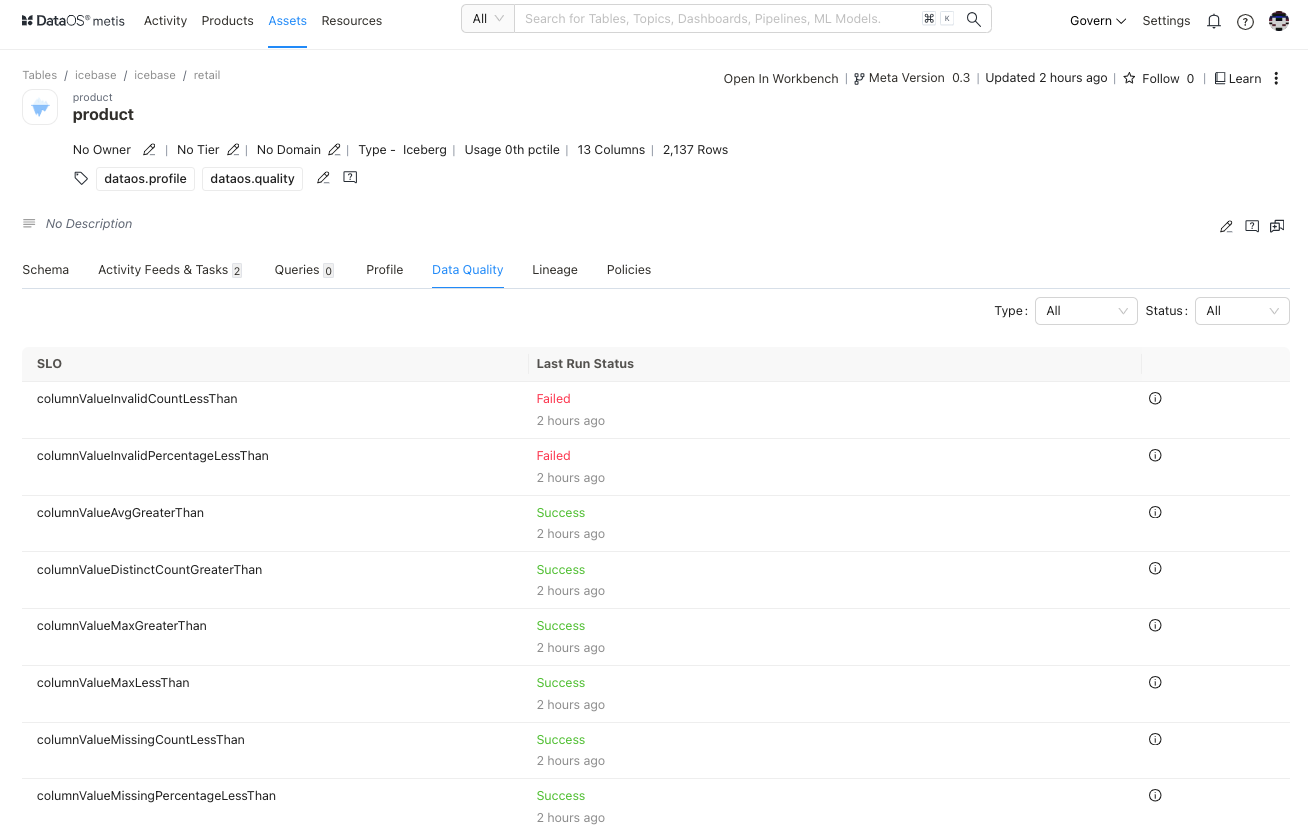 DataOS® metis Activity Products Assets Resources All Search for Tables, Topics, Dashboards, Pipelines, ML Models. ⌘ K Govern Settings
Tables / icebase / icebase / retail
Open In Workbench | Meta Version 0.3 | Updated 2 hours ago | Follow 0 | Learn
product
product
No Owner | No Tier | No Domain | Type - Iceberg | Usage 0th pctile | 13 Columns | 2,137 Rows
dataos.profile dataos.quality
No Description
Schema Activity Feeds & Tasks 2 Queries 0 Profile Data Quality Lineage Policies
Type : All Status : All
SLO Last Run Status
columnValueInvalidCountLessThan Failed
2 hours ago
columnValueInvalidPercentageLessThan Failed
2 hours ago
columnValueAvgGreaterThan Success
2 hours ago
columnValueDistinctCountGreaterThan Success
2 hours ago
columnValueMaxGreaterThan Success
2 hours ago
columnValueMaxLessThan Success
2 hours ago
columnValueMissingCountLessThan Success
2 hours ago
columnValueMissingPercentageLessThan Success
2 hours ago